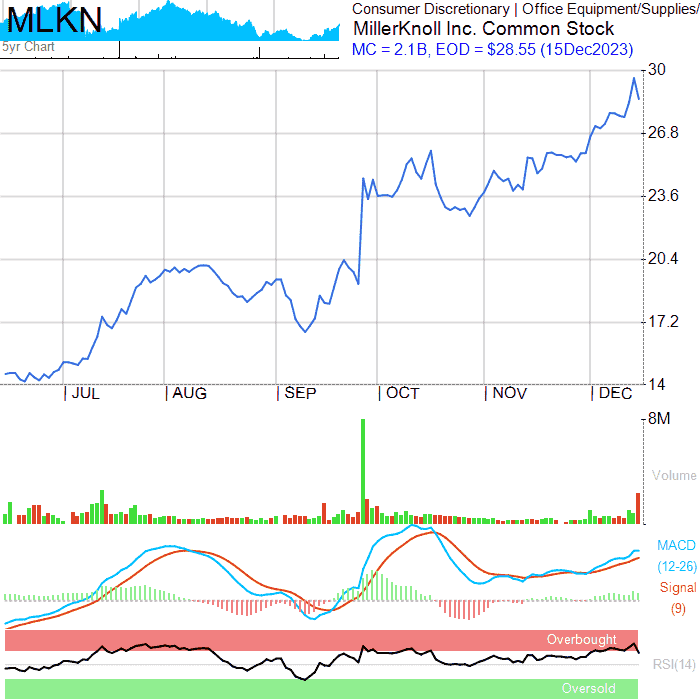 MLKN
5yr Chart
Consumer Discretionary | Office Equipment/Supplies/
MillerKnoll Inc. Common Stock
MC = 2.1B, EOD = $28.55 (15Dec2023)
30
26.8
23.6
20.4
17.2
14
JUL
AUG
SEP
OCT
NOV
DEC
8M
Volume
MACD
(12-26)
Signal
(9)
Overbought
RSI(14)
Oversold